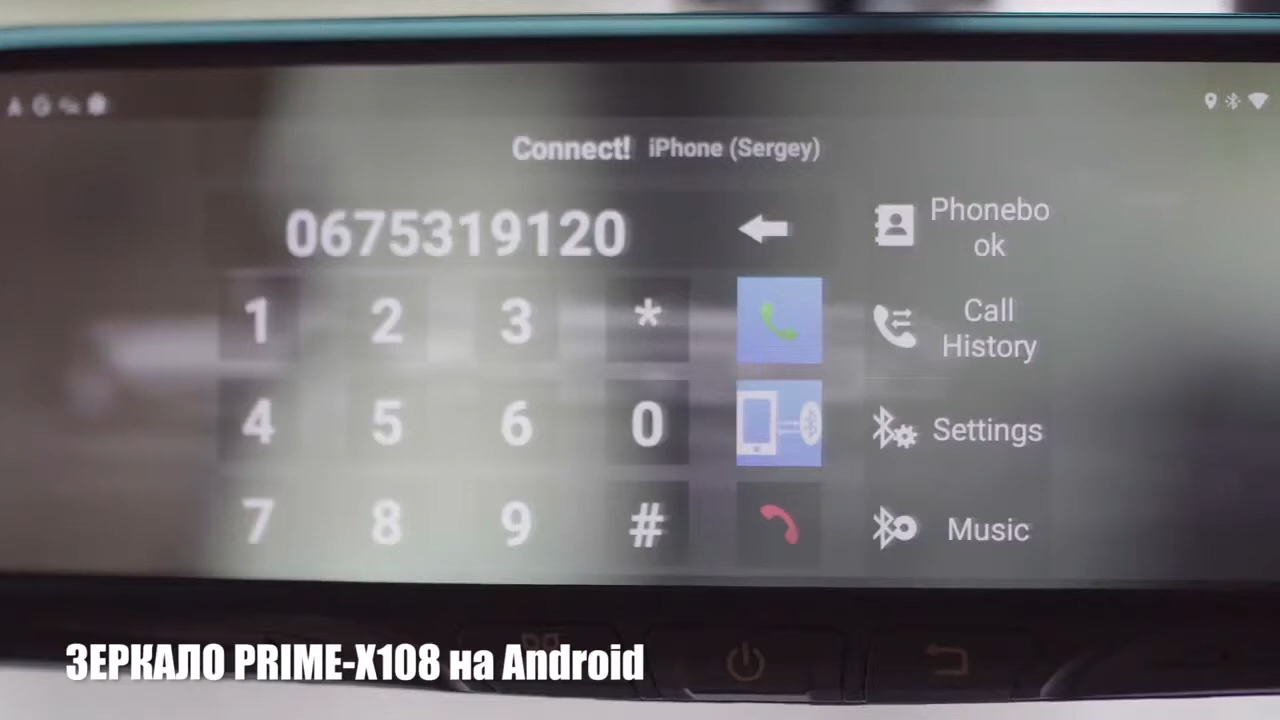 Connect! iPhone (Sergey)
0675319120
1 2 3 *
4 5 6 0
7 8 9 #
Phonebo
ok
Call
History
Settings
Music
ЗЕРКАЛО PRIME-X108 на Android